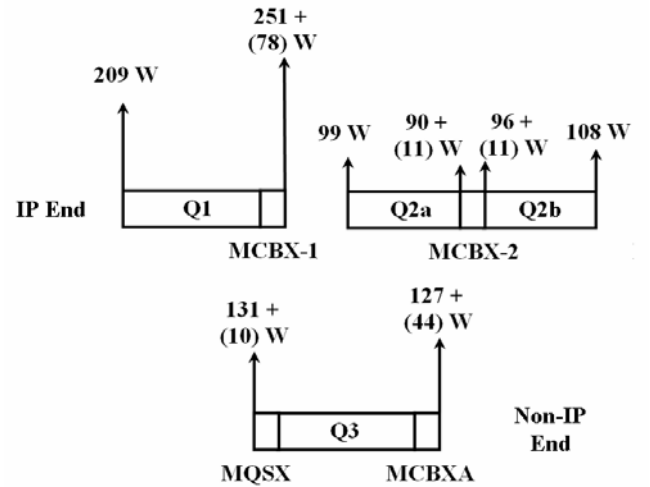 251 +
(78) W
209 W
99 W
90 +
(11) W
96 +
(11) W
108 W
IP End
Q1
Q2a
Q2b
MCBX-1
MCBX-2
131 +
(10) W
127 +
(44) W
Q3
Non-IP
End
MQSX
MCBXA